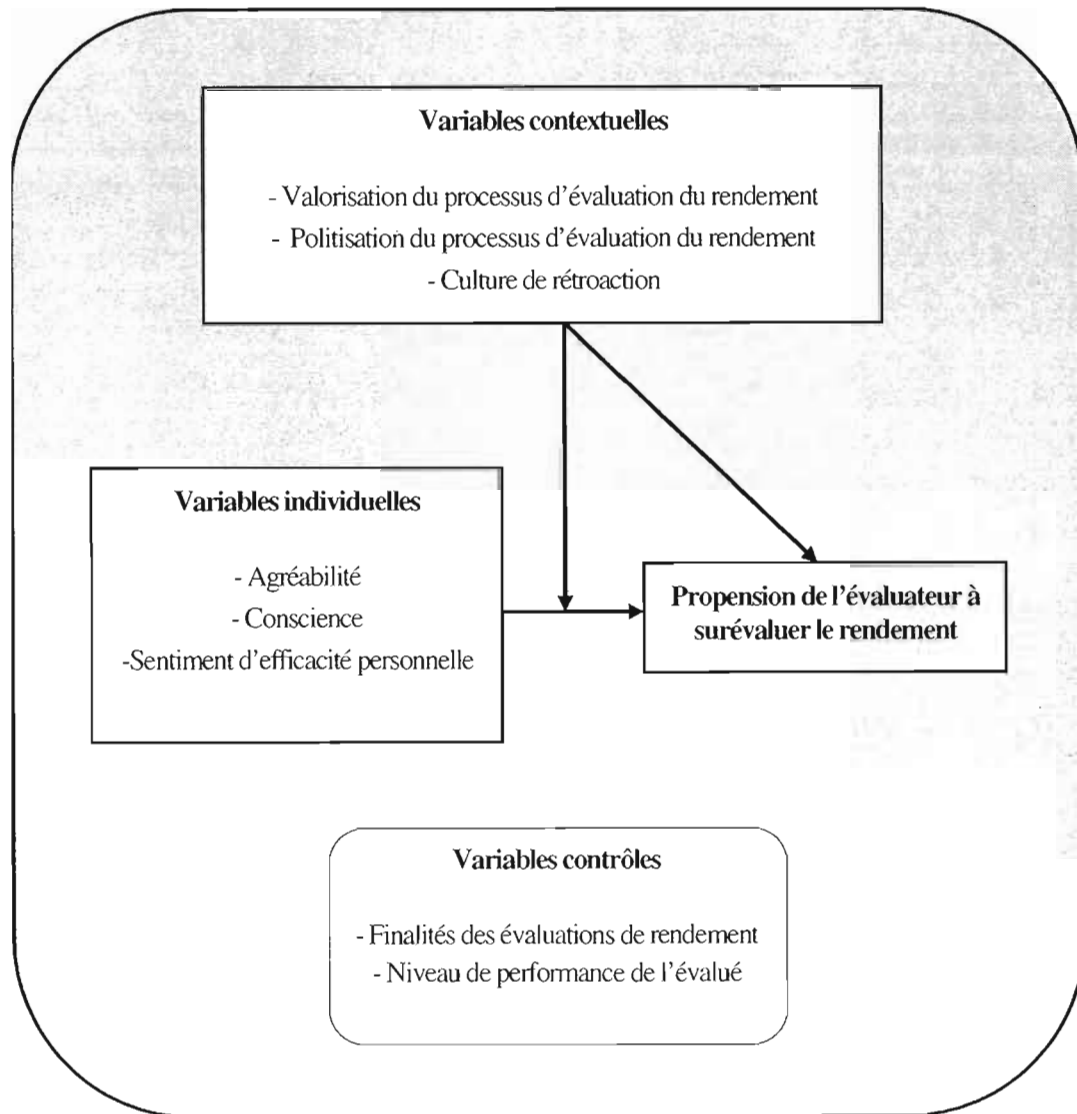 Variables contextuelles
- Valorisation du processus d'évaluation du rendement
- Politisation du processus d'évaluation du rendement
- Culture de rétroaction
Variables individuelles
- Agréabilité
- Conscience
-Sentiment d'efficacité personnelle
Propension de l'évaluateur à
surévaluer le rendement
Variables contrôles
- Finalités des évaluations de rendement
- Niveau de performance de l'évalué